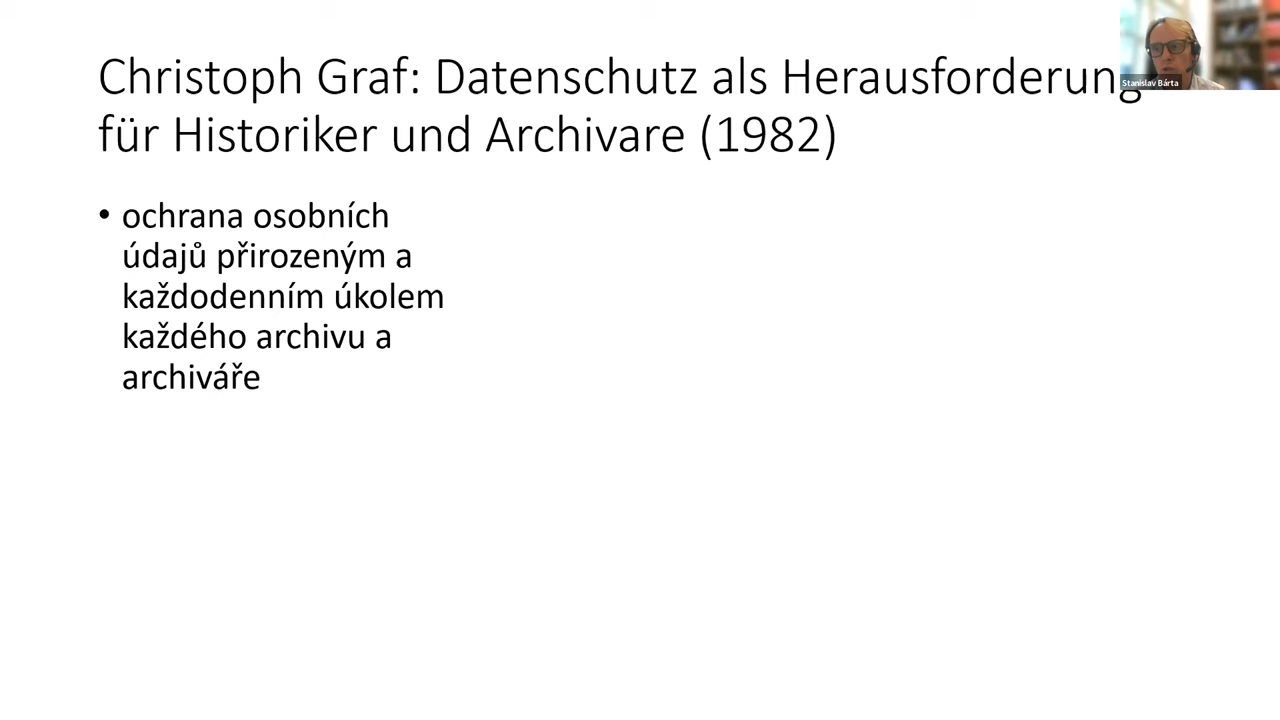 Christoph Graf: Datenschutz als Herausforderung
für Historiker und Archivare (1982)
Stanislav Bárta
• ochrana osobních
údajů přirozeným a
každodenním úkolem
každého archivu a
archiváře